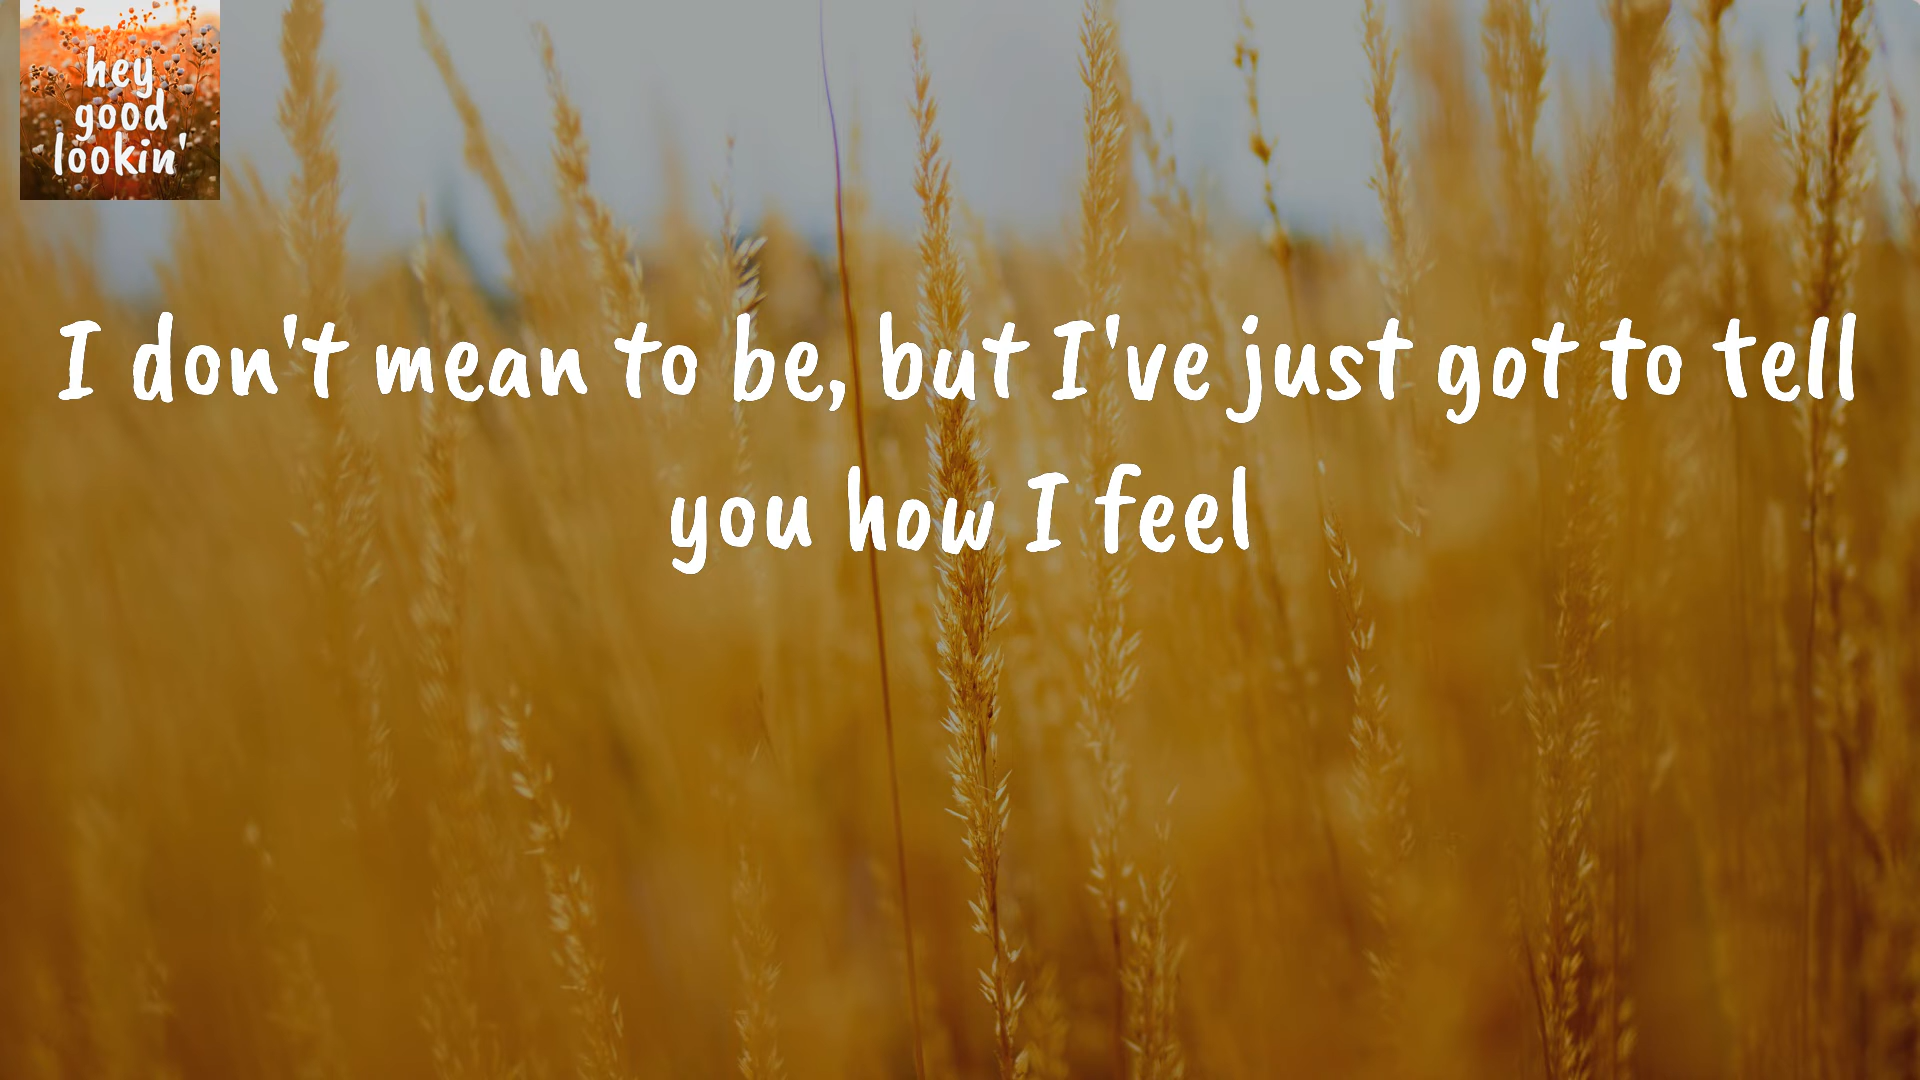 hey
good
lookin'
I don't mean to be, but I've just got to tell
you how I feel